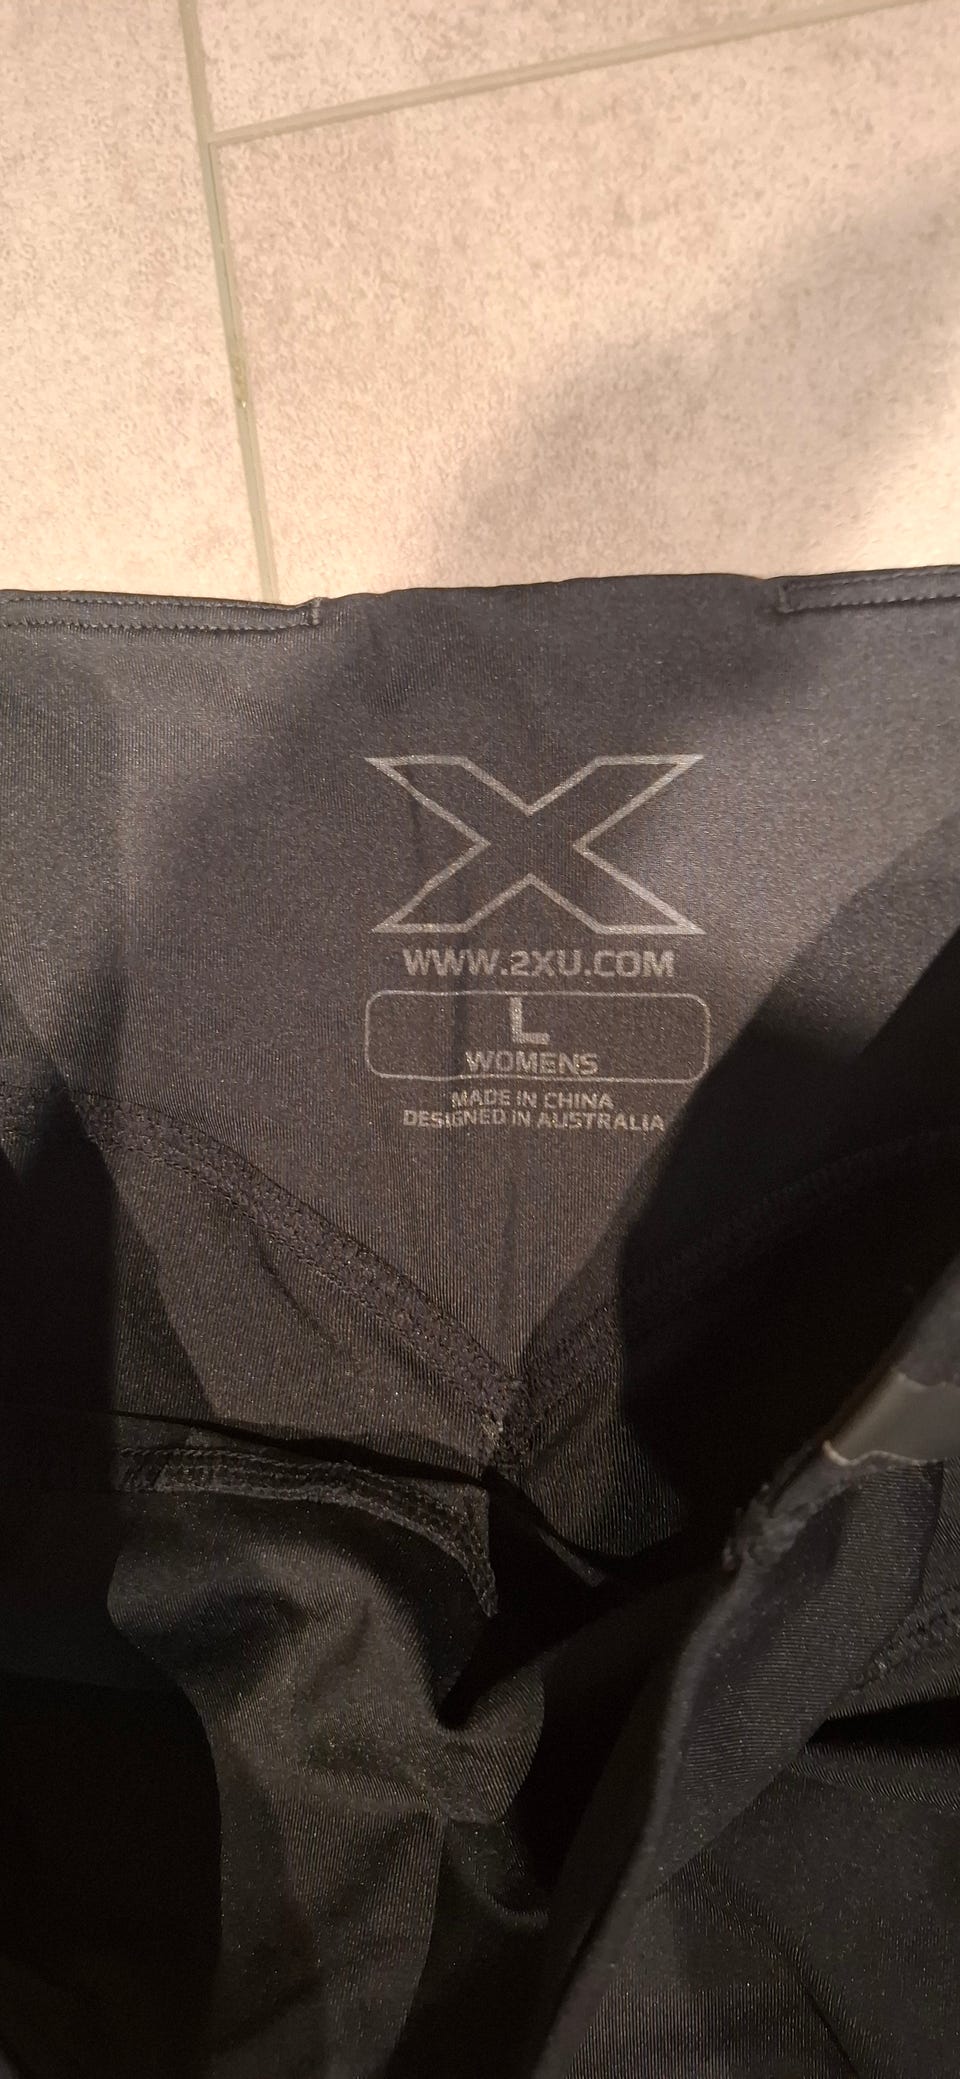 X
WWW.2XU.COM
L
WOMENS
MADE IN CHINA
DESIGNED IN AUSTRALIA